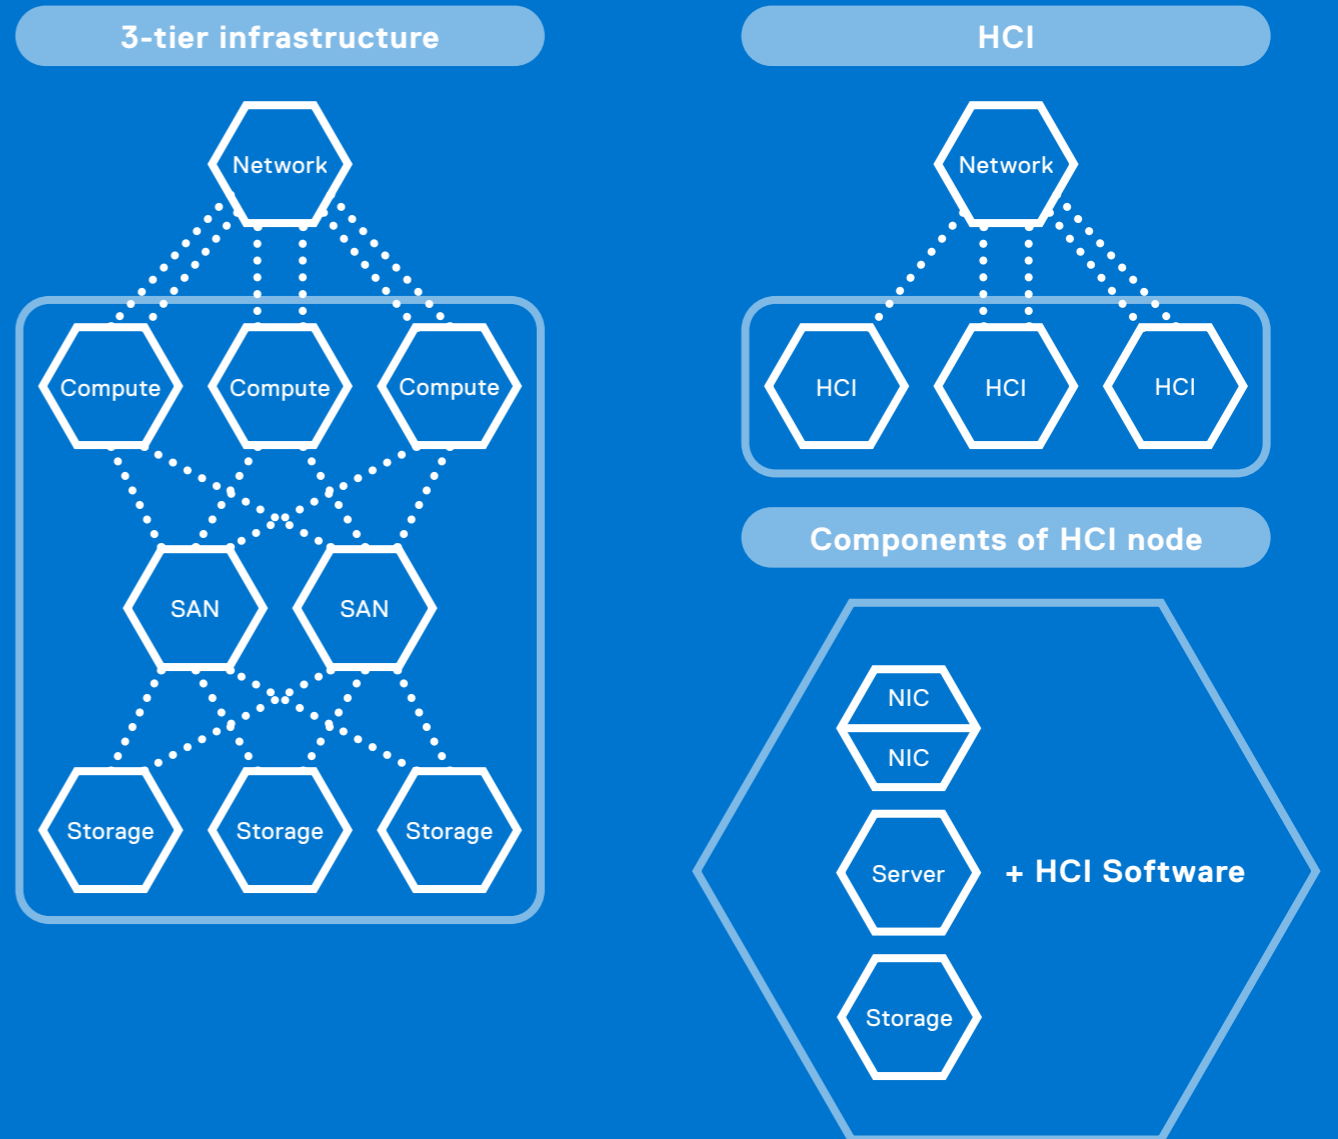 3-tier infrastructure
Network
Compute
Compute
Compute
SAN
SAN
Storage
Storage
Storage
HCI
Network
HCI
HCI
HCI
Components of HCI node
NIC
NIC
Server
+ HCI Software
Storage